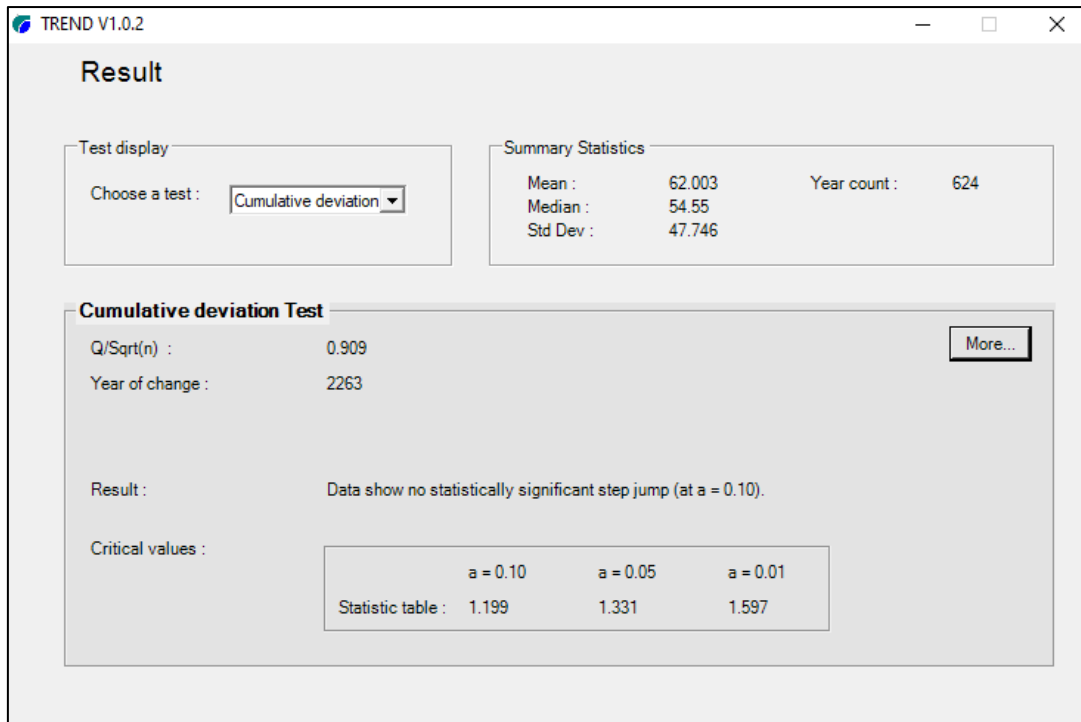 TREND V1.0.2
Result
Test display
Choose a test : Cumulative deviation
Summary Statistics
Mean : 62.003 Year count : 624
Median : 54.55
Std Dev : 47.746
Cumulative deviation Test
Q/Sqrt(n) : 0.909 More...
Year of change : 2263
Result : Data show no statistically significant step jump (at a = 0.10).
Critical values :
a = 0.10 a = 0.05 a = 0.01
Statistic table : 1.199 1.331 1.597